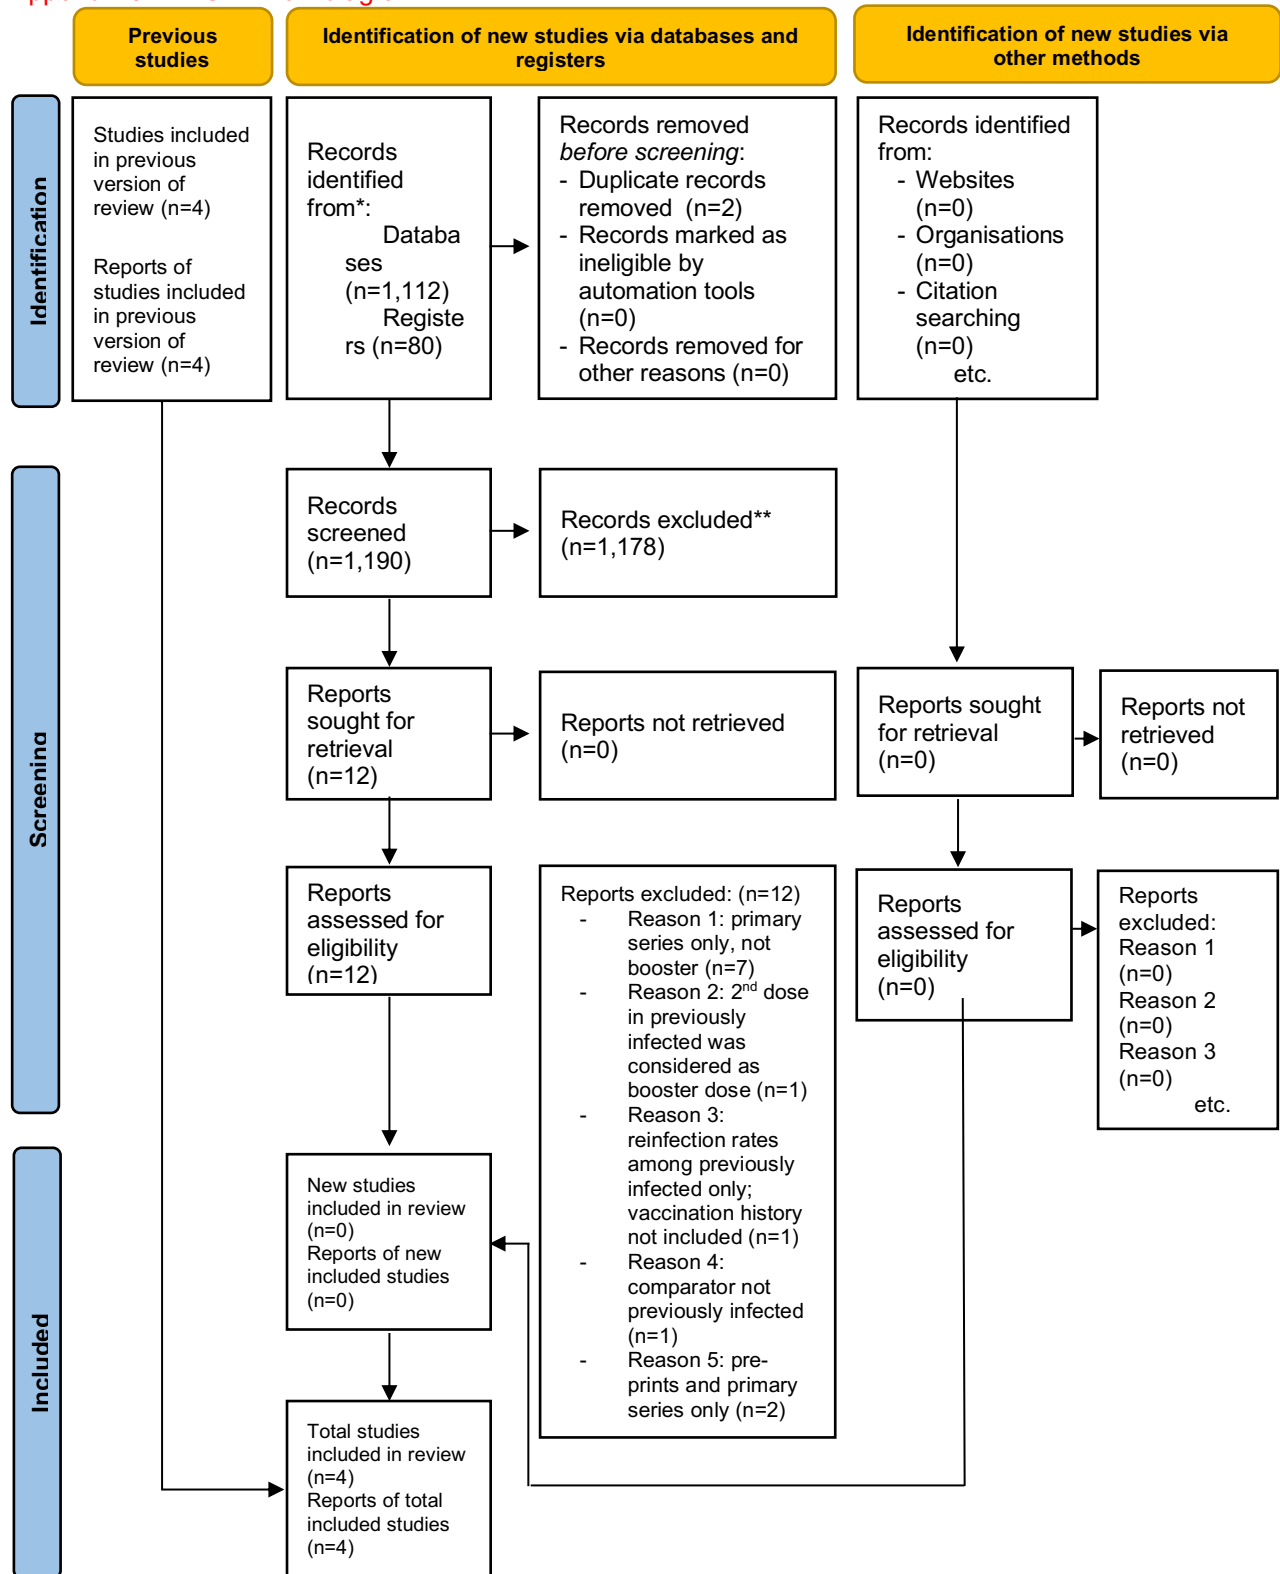 Previous
studies
Identification of new studies via databases and
registers
Identification of new studies via
other methods
Identification
Studies included
in previous
version of
review (n=4)
Reports of
studies included
in previous
version of
review (n=4)
Records
identified
from*:
Databa
ses
(n=1,112)
Registe
rs (n=80)
Records removed
before screening:
- Duplicate records
removed (n=2)
- Records marked as
ineligible by
automation tools
(n=0)
- Records removed for
other reasons (n=0)
Records identified
from:
- Websites
(n=0)
- Organisations
(n=0)
- Citation
searching
(n=0)
etc.
Screening
Records
screened
(n=1,190)
Records excluded**
(n=1,178)
Reports
sought for
retrieval
(n=12)
Reports not retrieved
(n=0)
Reports sought
for retrieval
(n=0)
Reports not
retrieved
(n=0)
Reports
assessed for
eligibility
(n=12)
Reports excluded: (n=12)
- Reason 1: primary
series only, not
booster (n=7)
- Reason 2: 2nd dose
in previously
infected was
considered as
booster dose (n=1)
- Reason 3:
reinfection rates
among previously
infected only;
vaccination history
not included (n=1)
- Reason 4:
comparator not
previously infected
(n=1)
- Reason 5: pre-
prints and primary
series only (n=2)
Reports
assessed for
eligibility
(n=0)
Reports
excluded:
Reason 1
(n=0)
Reason 2
(n=0)
Reason 3
(n=0)
etc.
Included
New studies
included in review
(n=0)
Reports of new
included studies
(n=0)
Total studies
included in review
(n=4)
Reports of total
included studies
(n=4)